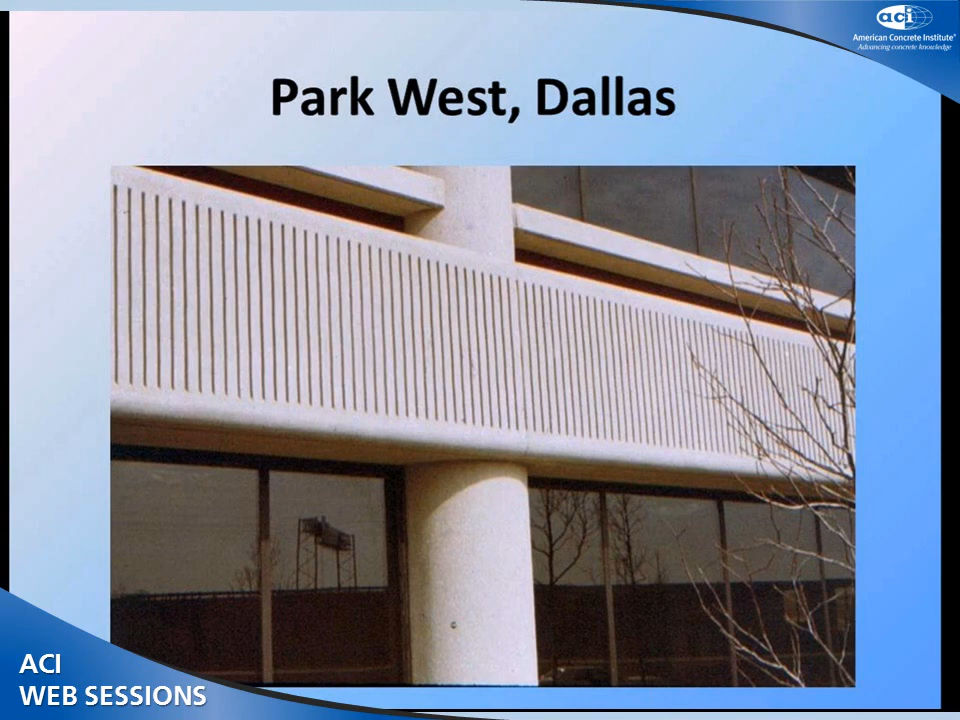 aci
American Concrete Institute®
Advancing concrete knowledge
Park West, Dallas
ACI
WEB SESSIONS